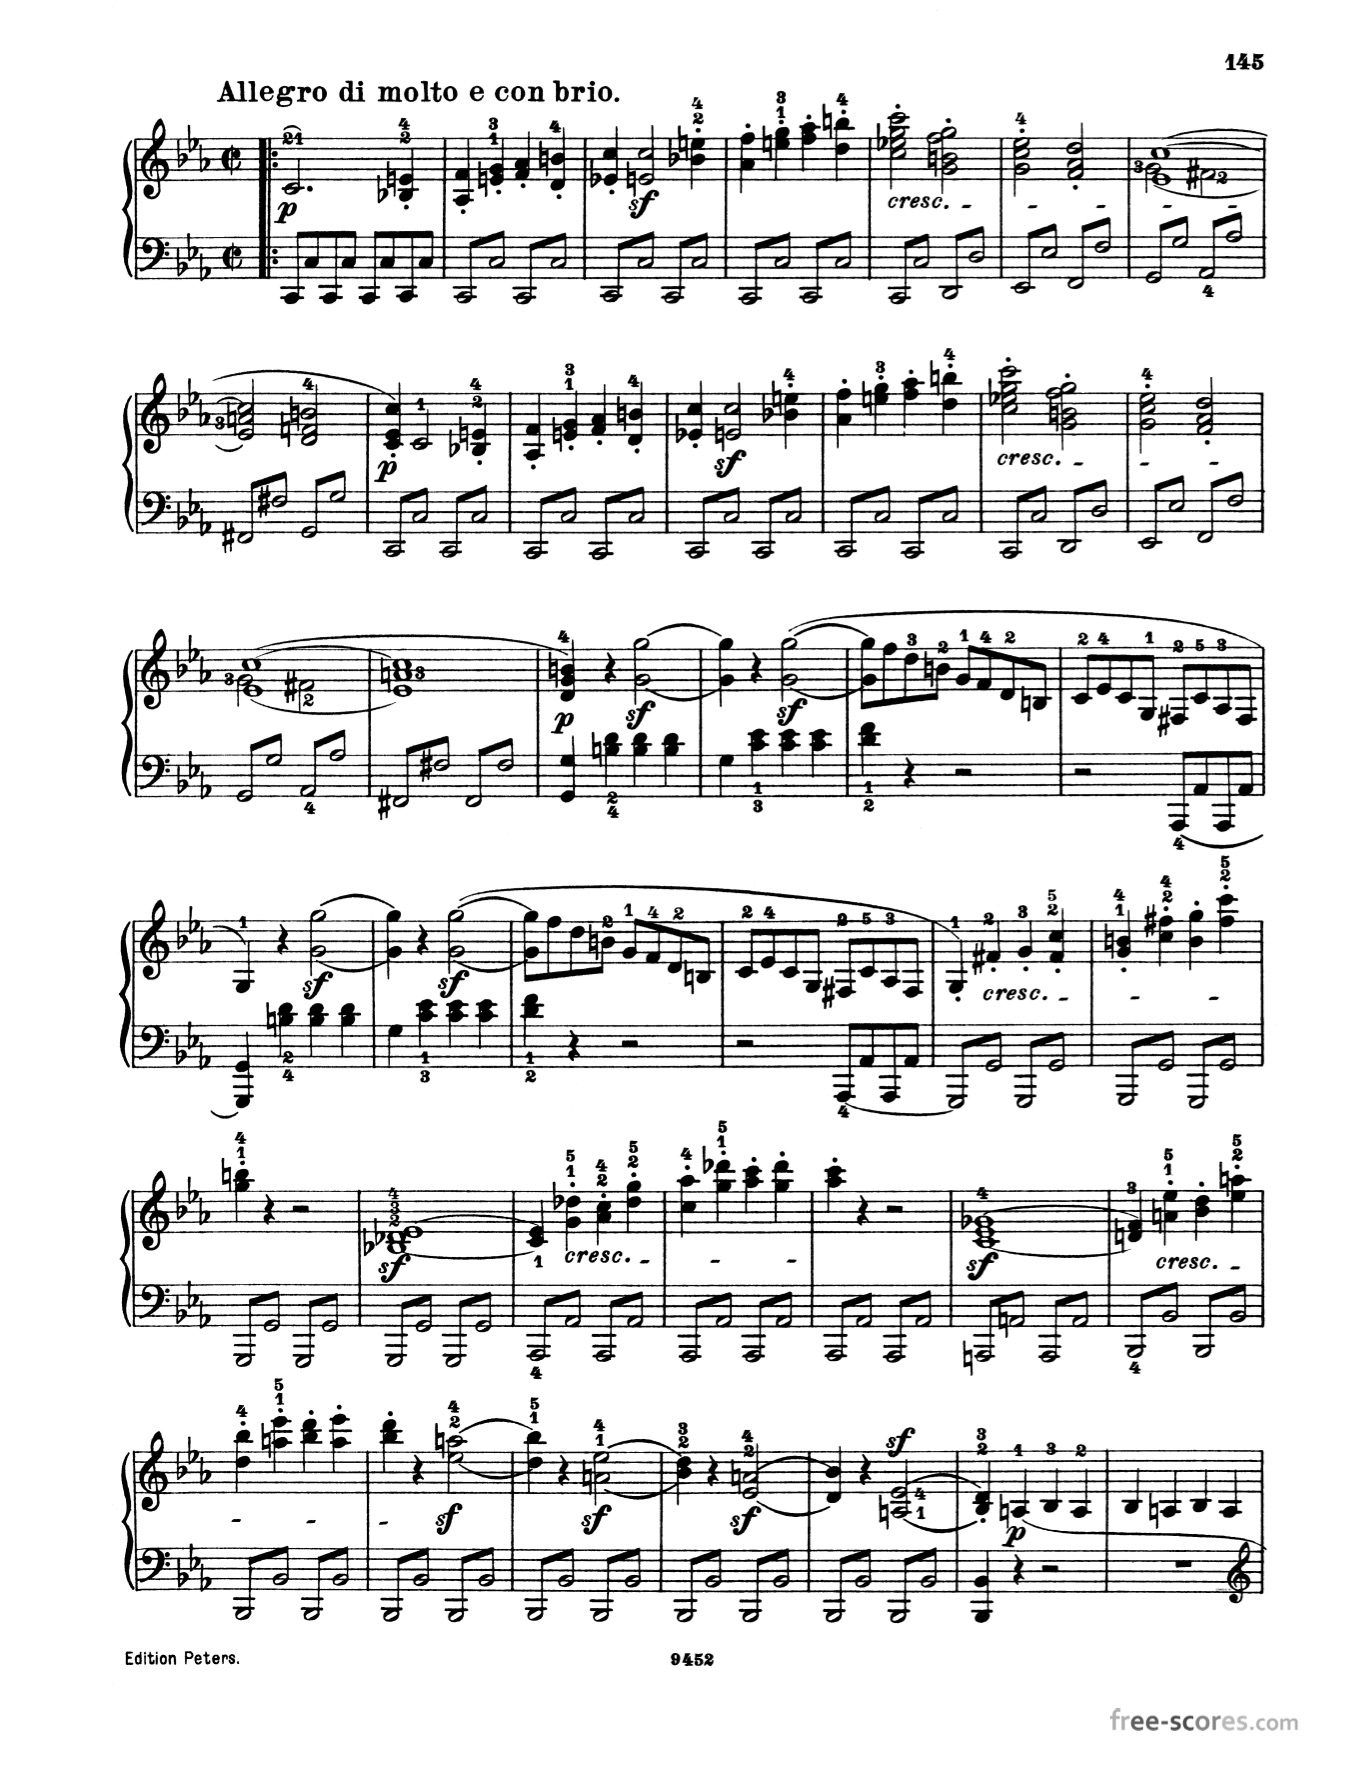 145
Allegro di molto e con brio.
p
sf
cresc.
p
sf
cresc.
p
sf
sf
sf
sf
cresc.
sf
cresc.
sf
cresc.
sf
sf
sf
sf
p
Edition Peters.
9452
free-scores.com